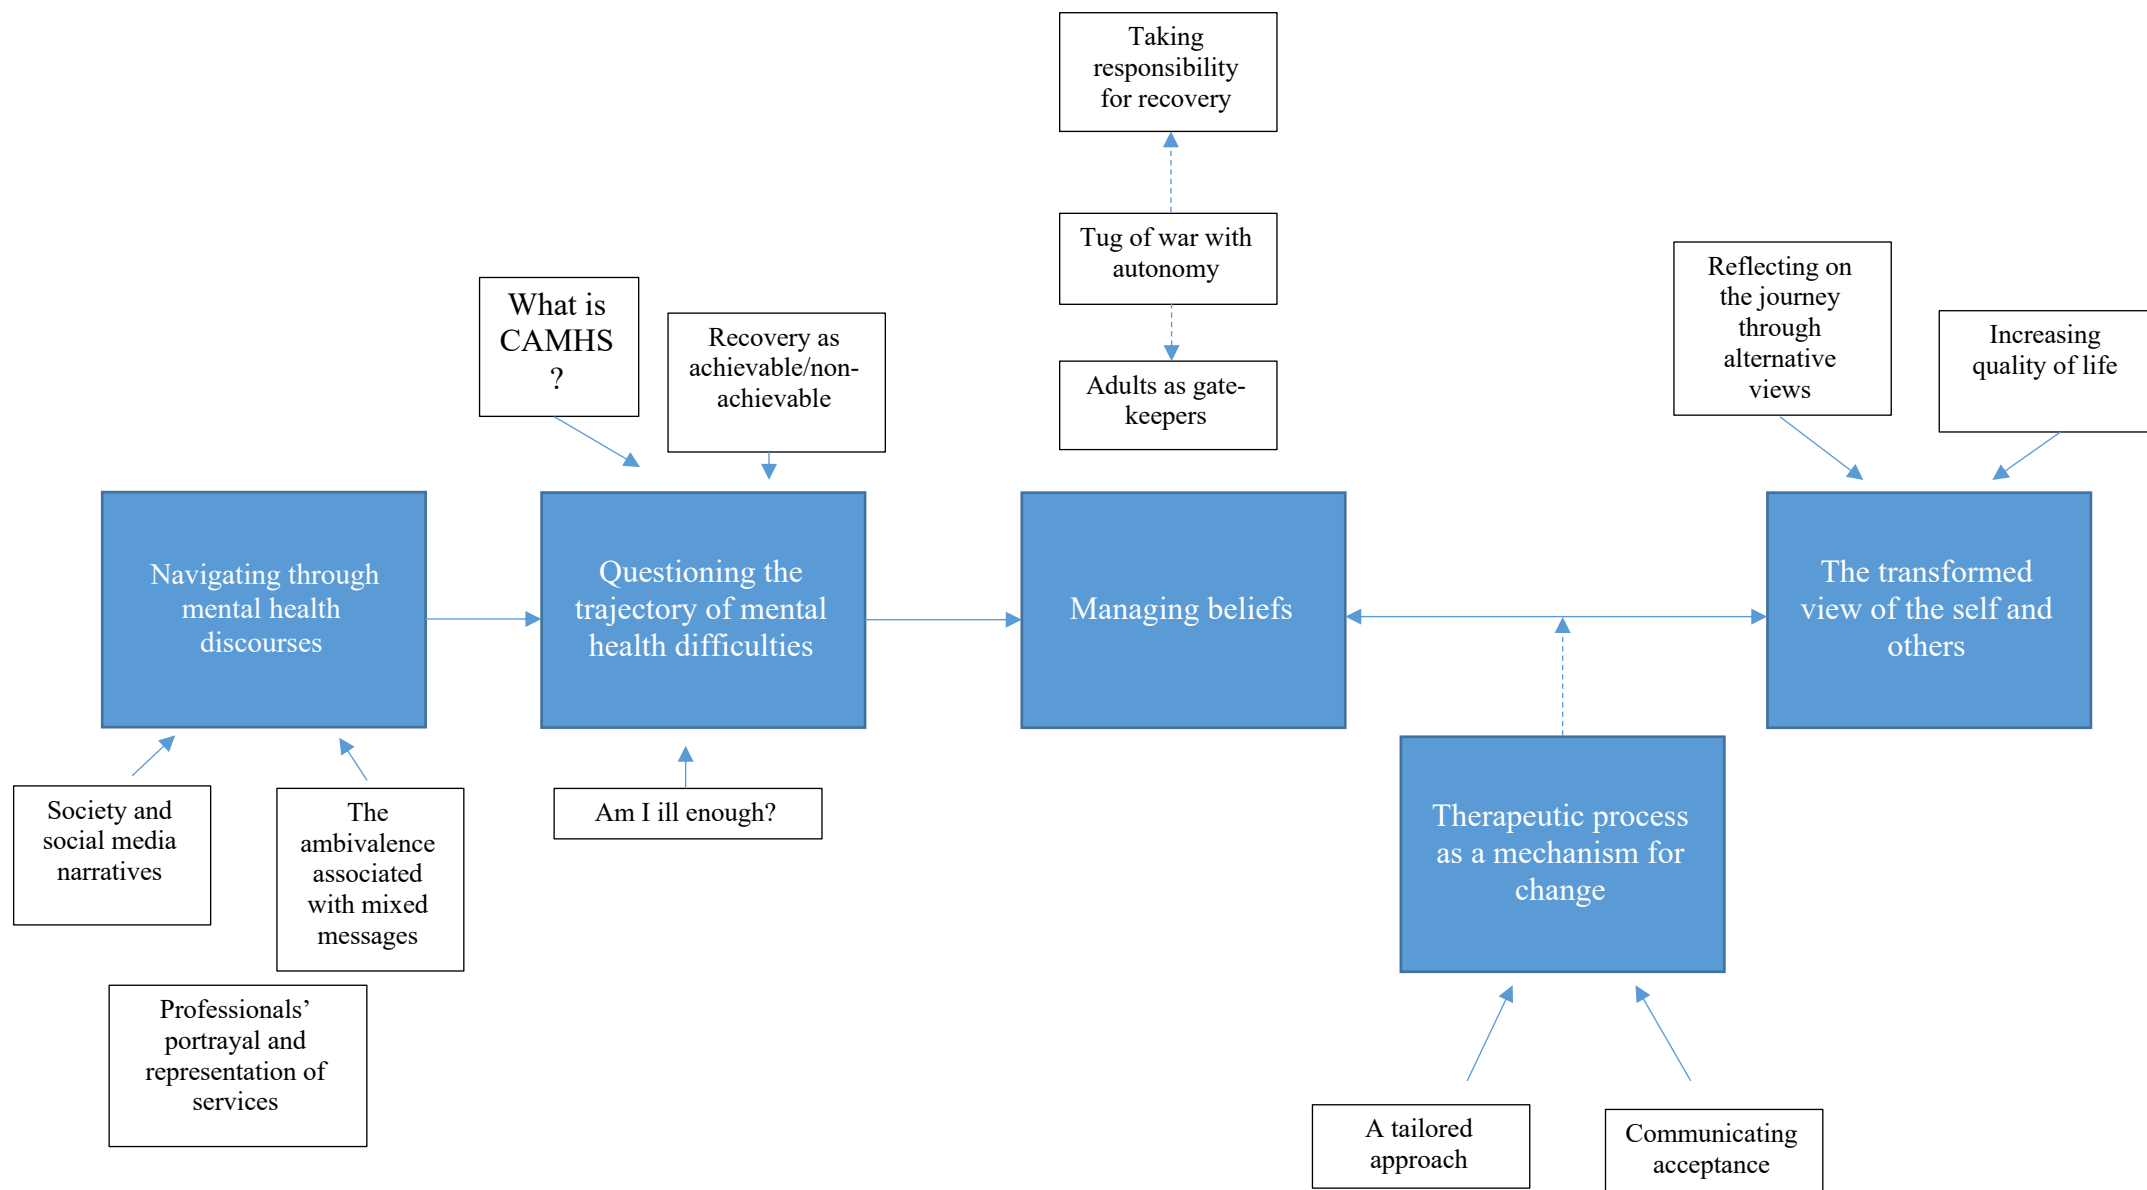 Taking
responsibility
for recovery
Tug of war with
autonomy
Adults as gate-
keepers
What is
CAMHS
?
Recovery as
achievable/non-
achievable
Reflecting on
the journey
through
alternative
views
Increasing
quality of life
Navigating through
mental health
discourses
Questioning the
trajectory of mental
health difficulties
Managing beliefs
The transformed
view of the self and
others
Society and
social media
narratives
The
ambivalence
associated
with mixed
messages
Am I ill enough?
Therapeutic process
as a mechanism for
change
Professionals’
portrayal and
representation of
services
A tailored
approach
Communicating
acceptance